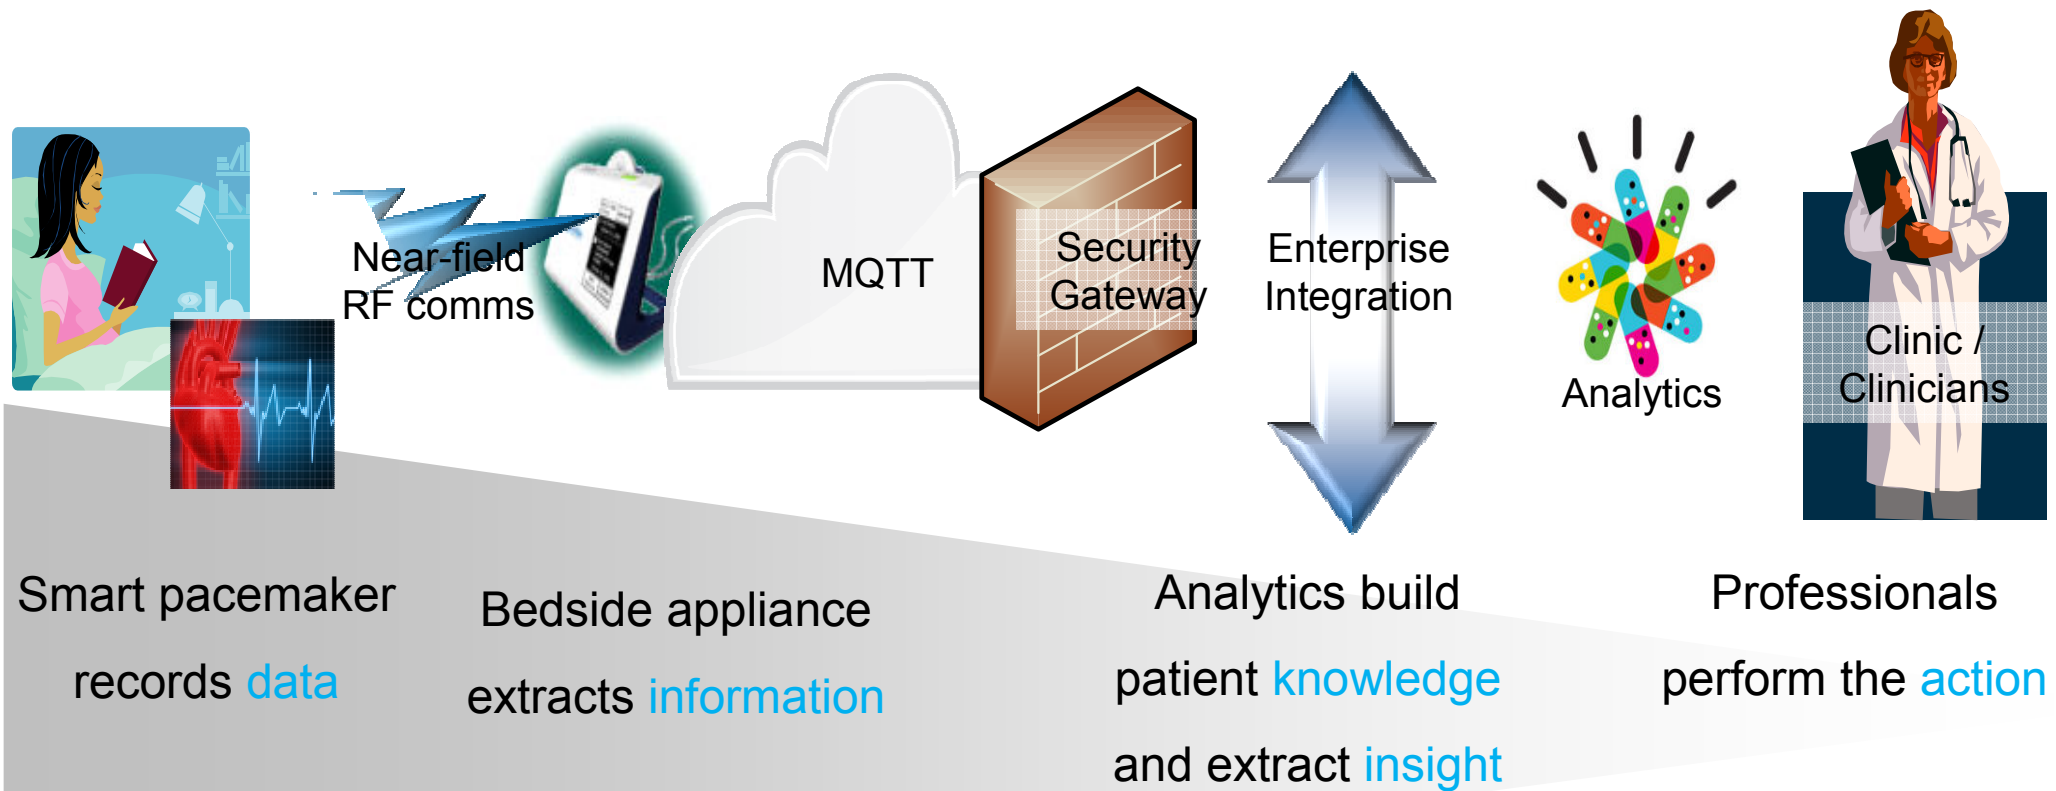 Near-field
RF comms
MQTT
Security
Gateway
Enterprise
Integration
Analytics
Clinic /
Clinicians
Smart pacemaker
records data
Bedside appliance
extracts information
Analytics build
patient knowledge
and extract insight
Professionals
perform the action